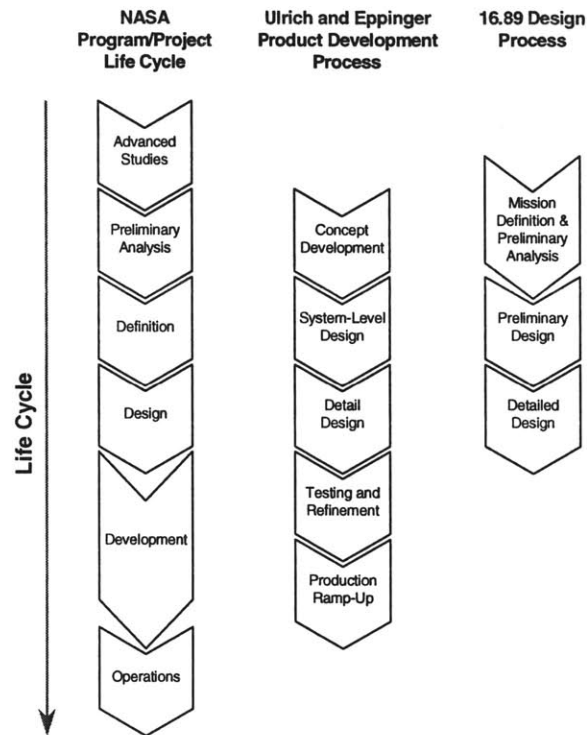 NASA
Program/Project
Life Cycle
Ulrich and Eppinger
Product Development
Process
16.89 Design
Process
Life Cycle
Advanced
Studies
Preliminary
Analysis
Definition
Design
Development
Operations
Concept
Development
System-Level
Design
Detail
Design
Testing and
Refinement
Production
Ramp-Up
Mission
Definition &
Preliminary
Analysis
Preliminary
Design
Detailed
Design